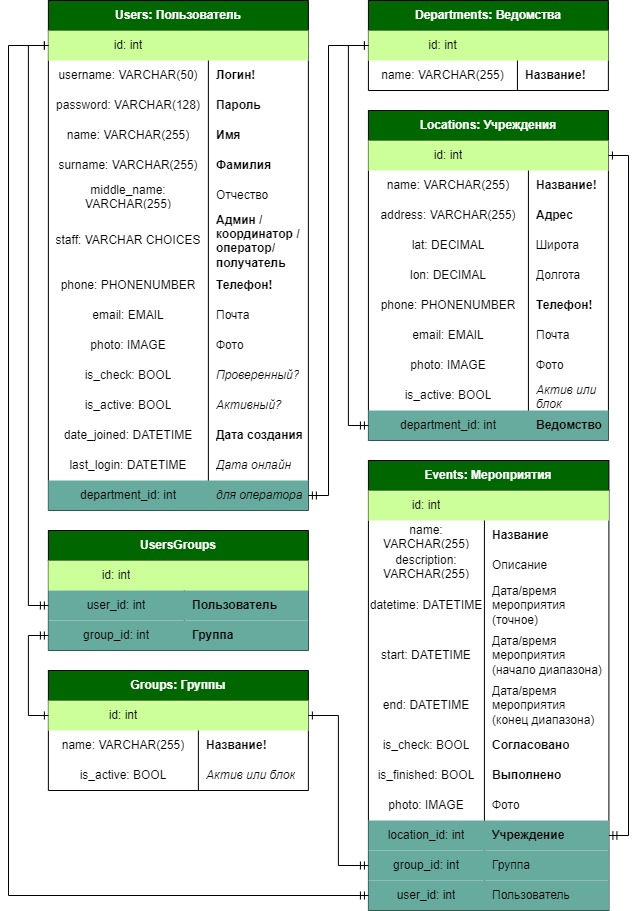 Users: Пользователь
id: int
username: VARCHAR(50) Логин!
password: VARCHAR(128) Пароль
name: VARCHAR(255) Имя
surname: VARCHAR(255) Фамилия
middle_name:
VARCHAR(255) Отчество
staff: VARCHAR CHOICES Админ /
координатор /
оператор/
получатель
phone: PHONENUMBER Телефон!
email: EMAIL Почта
photo: IMAGE Фото
is_check: BOOL Проверенный?
is_active: BOOL Активный?
date_joined: DATETIME Дата создания
last_login: DATETIME Дата онлайн
department_id: int для оператора
UsersGroups
id: int
user_id: int Пользователь
group_id: int Группа
Groups: Группы
id: int
name: VARCHAR(255) Название!
is_active: BOOL Актив или блок
Departments: Ведомства
id: int
name: VARCHAR(255) Название!
Locations: Учреждения
id: int
name: VARCHAR(255) Название!
address: VARCHAR(255) Адрес
lat: DECIMAL Широта
lon: DECIMAL Долгота
phone: PHONENUMBER Телефон!
email: EMAIL Почта
photo: IMAGE Фото
is_active: BOOL Актив или
блок
department_id: int Ведомство
Events: Мероприятия
id: int
name:
VARCHAR(255) Название
description:
VARCHAR(255) Описание
datetime: DATETIME Дата/время
мероприятия
(точное)
start: DATETIME Дата/время
мероприятия
(начало диапазона)
end: DATETIME Дата/время
мероприятия
(конец диапазона)
is_check: BOOL Согласовано
is_finished: BOOL Выполнено
photo: IMAGE Фото
location_id: int Учреждение
group_id: int Группа
user_id: int Пользователь